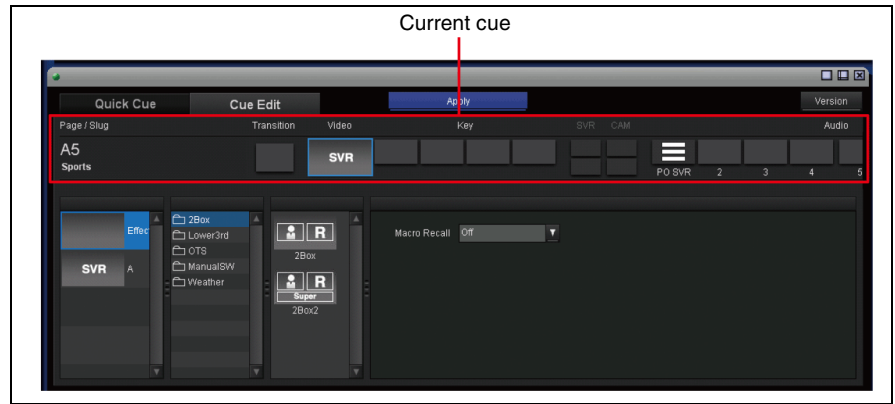 Current cue
Quick Cue Cue Edit Apply Version
Page / Slug Transition Video Key SVR CAM Audio
A5
Sports
SVR
PO SVR 2 3 4 5
Effec
SVR A
2Box
Lower3rd
OTS
ManualSW
Weather
R
2Box
R
Super
2Box2
Macro Recall Off